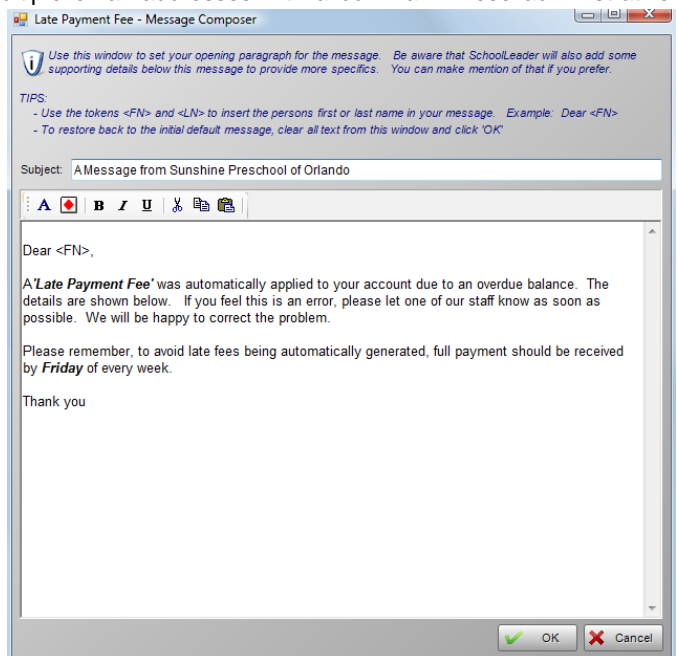 Late Payment Fee - Message Composer
Use this window to set your opening paragraph for the message. Be aware that SchoolLeader will also add some
supporting details below this message to provide more specifics. You can make mention of that if you prefer.
TIPS:
- Use the tokens <FN> and <LN> to insert the persons first or last name in your message. Example: Dear <FN>
- To restore back to the initial default message, clear all text from this window and click 'OK'
Subject: A Message from Sunshine Preschool of Orlando
A B I U
Dear <FN>,
A 'Late Payment Fee' was automatically applied to your account due to an overdue balance. The
details are shown below. If you feel this is an error, please let one of our staff know as soon as
possible. We will be happy to correct the problem.
Please remember, to avoid late fees being automatically generated, full payment should be received
by Friday of every week.
Thank you
OK Cancel